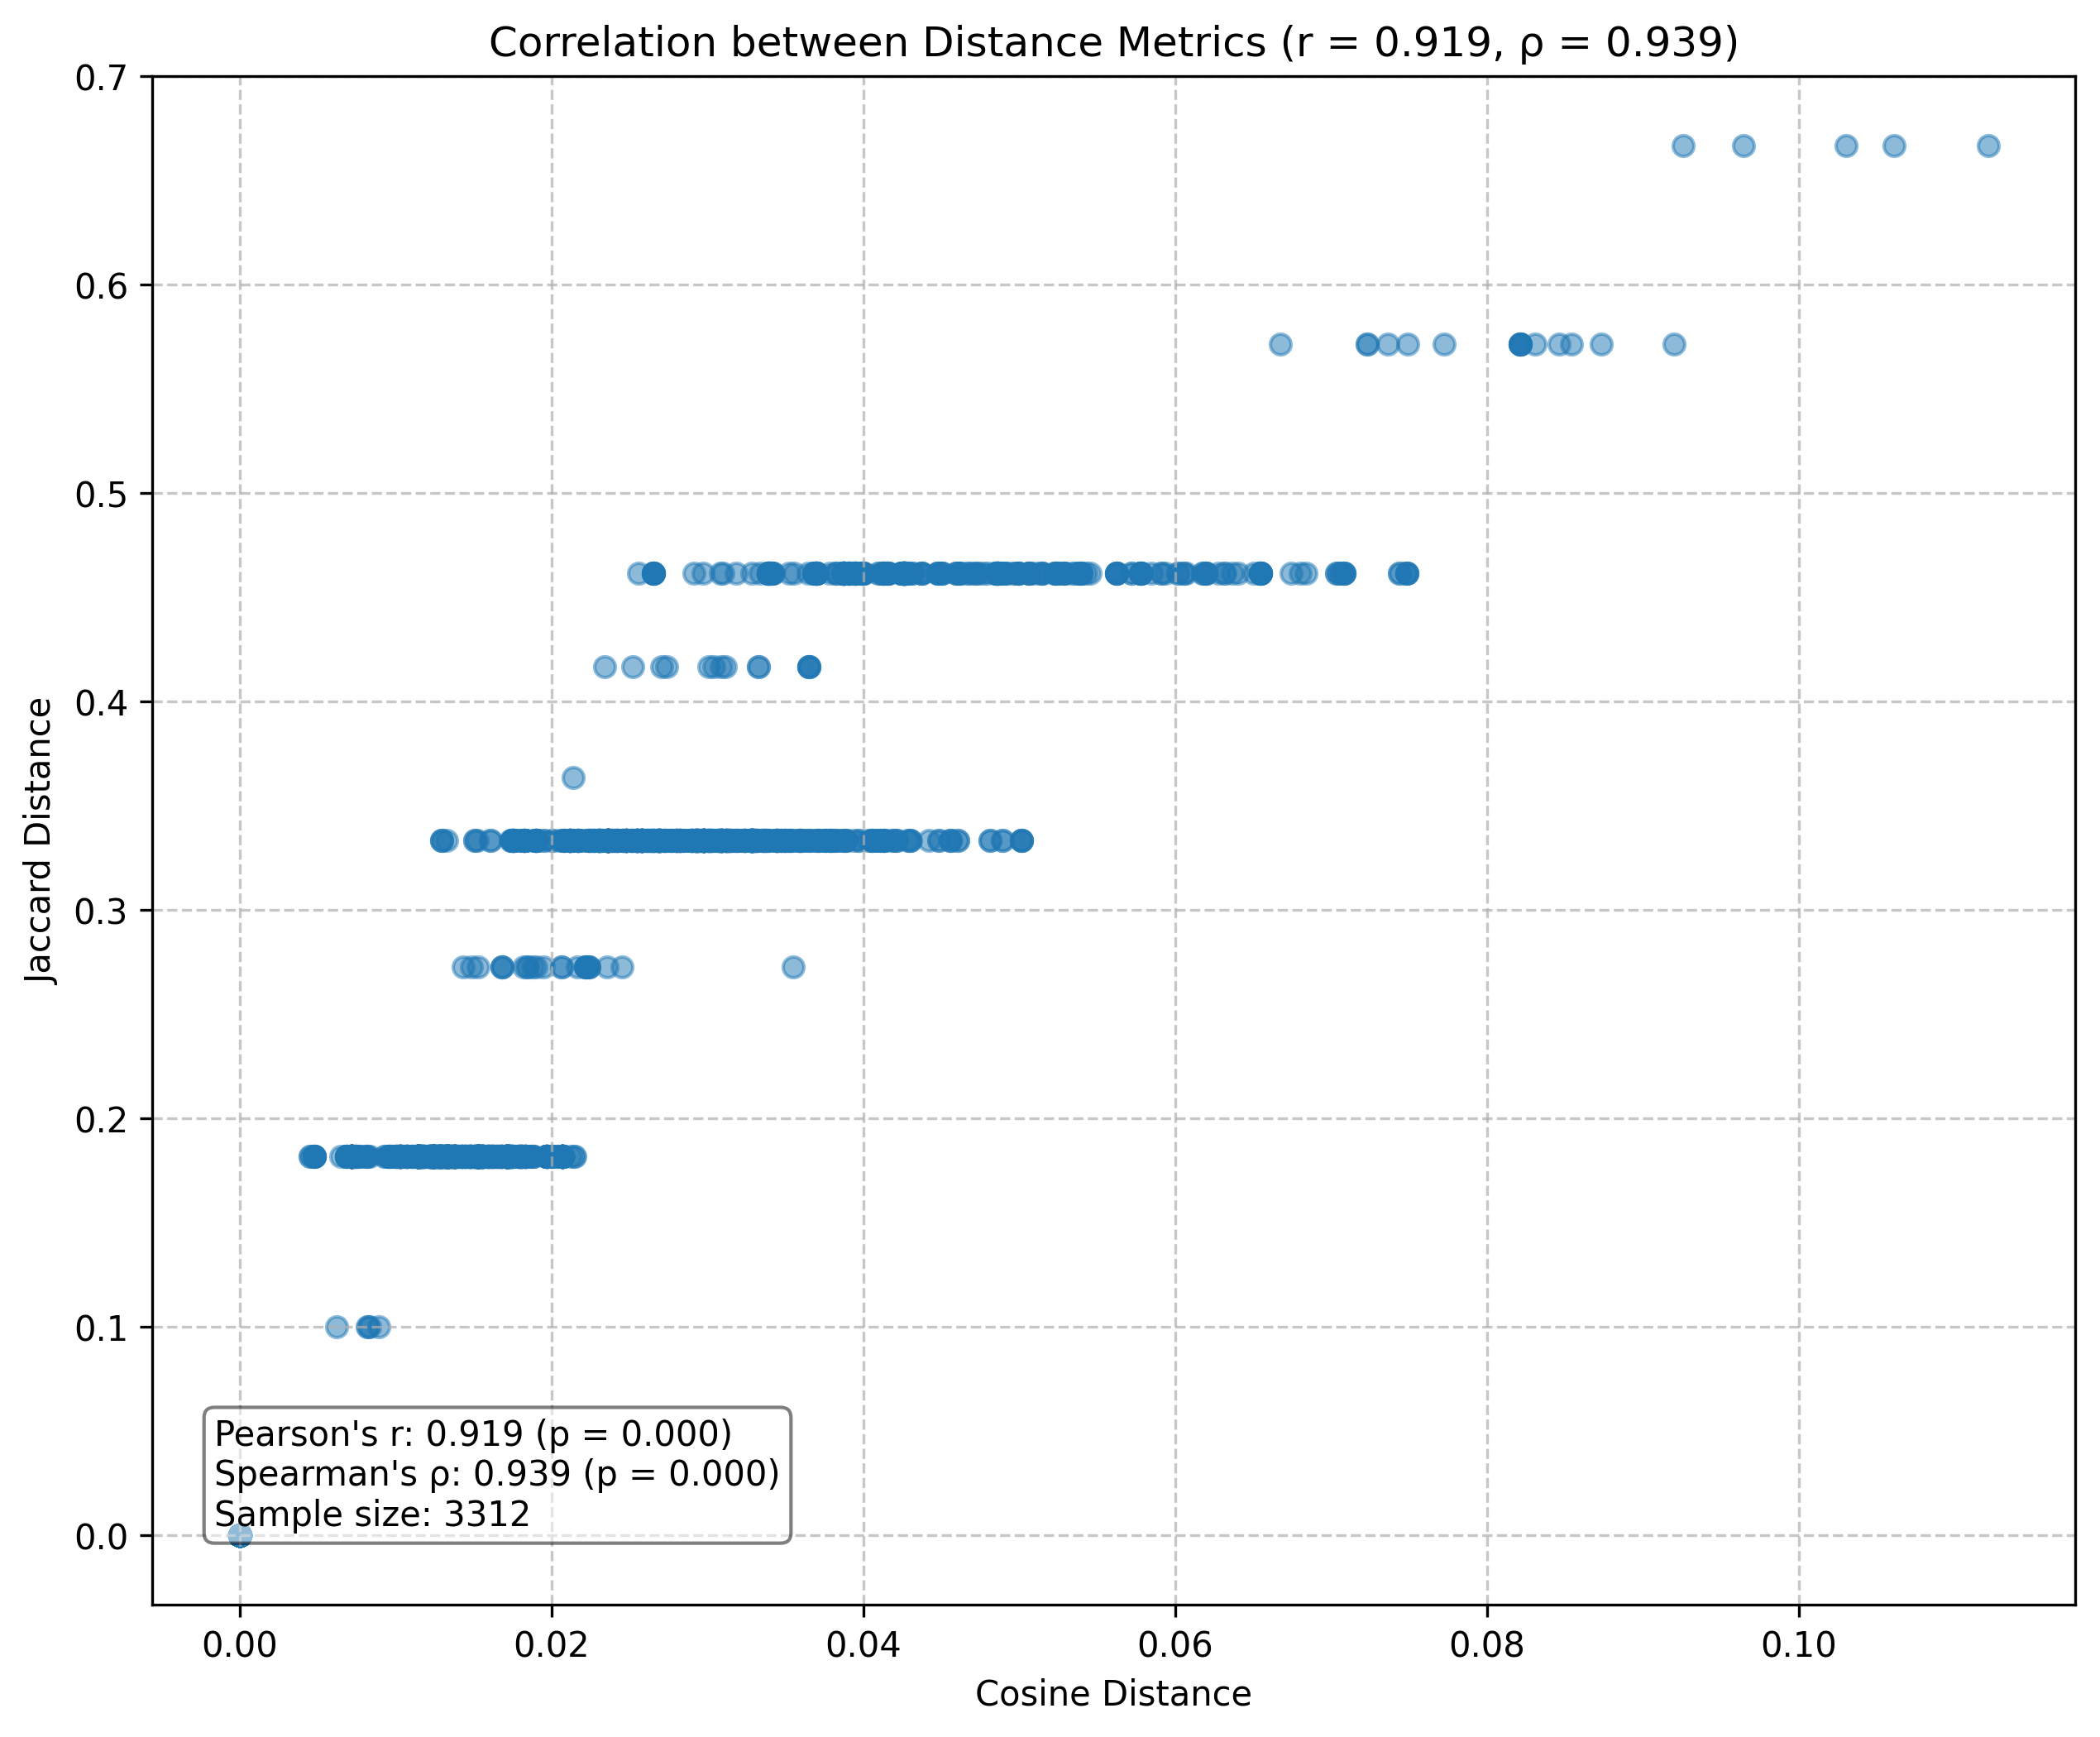 Correlation between Distance Metrics (r = 0.919, ρ = 0.939)
0.7
0.6
0.5
0.4
0.3
0.2
0.1
0.0
Jaccard Distance
Pearson's r: 0.919 (p = 0.000)
Spearman's ρ: 0.939 (p = 0.000)
Sample size: 3312
0.00 0.02 0.04 0.06 0.08 0.10
Cosine Distance